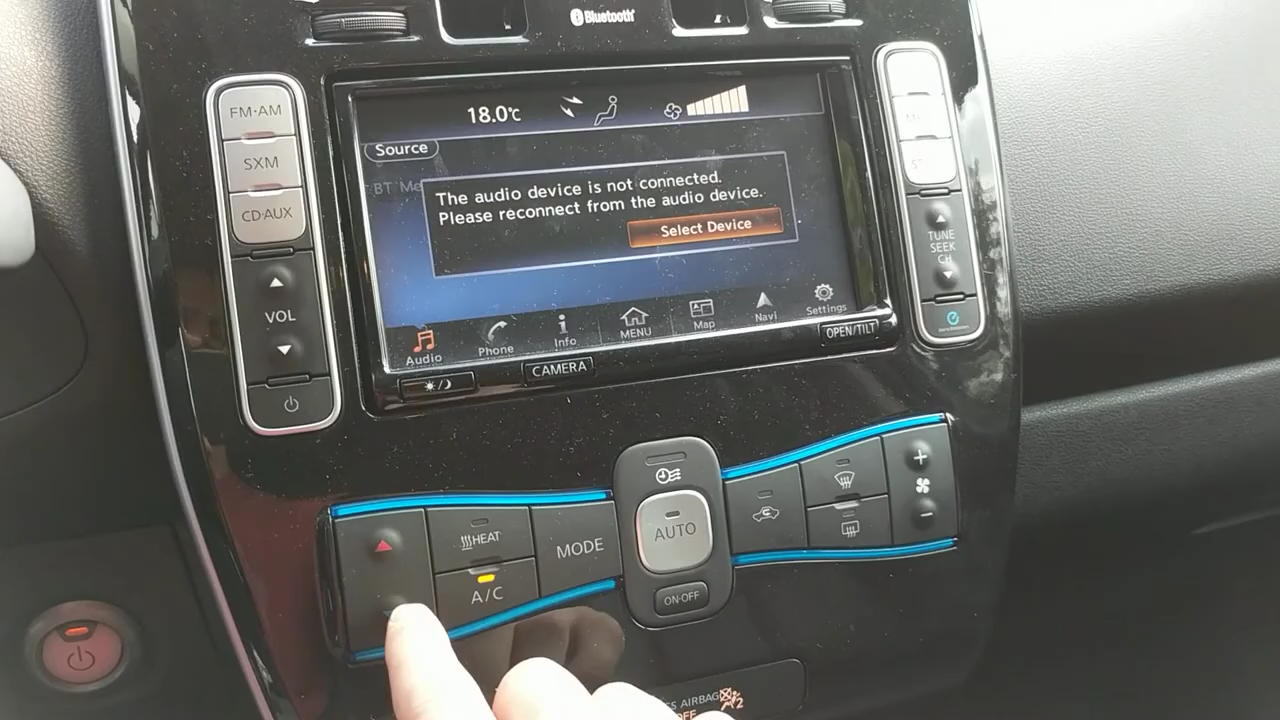 Bluetooth
18.0°C
FM·AM
SXM
CD·AUX
VOL
Source
BT Me
The audio device is not connected.
Please reconnect from the audio device.
Select Device
Audio
Phone
Info
MENU
Map
Navi
Settings
CAMERA
OPEN/TILT
TUNE
SEEK
CH
HEAT
A/C
MODE
AUTO
ON·OFF
AIRBAG
OFF